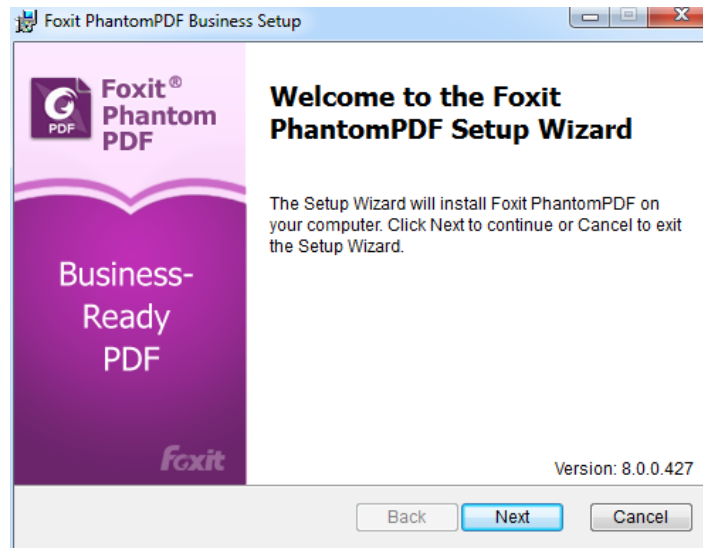 Foxit PhantomPDF Business Setup
Foxit®
Phantom
PDF
PDF
Welcome to the Foxit
PhantomPDF Setup Wizard
The Setup Wizard will install Foxit PhantomPDF on
your computer. Click Next to continue or Cancel to exit
the Setup Wizard.
Business-
Ready
PDF
Foxit
Version: 8.0.0.427
Back
Next
Cancel